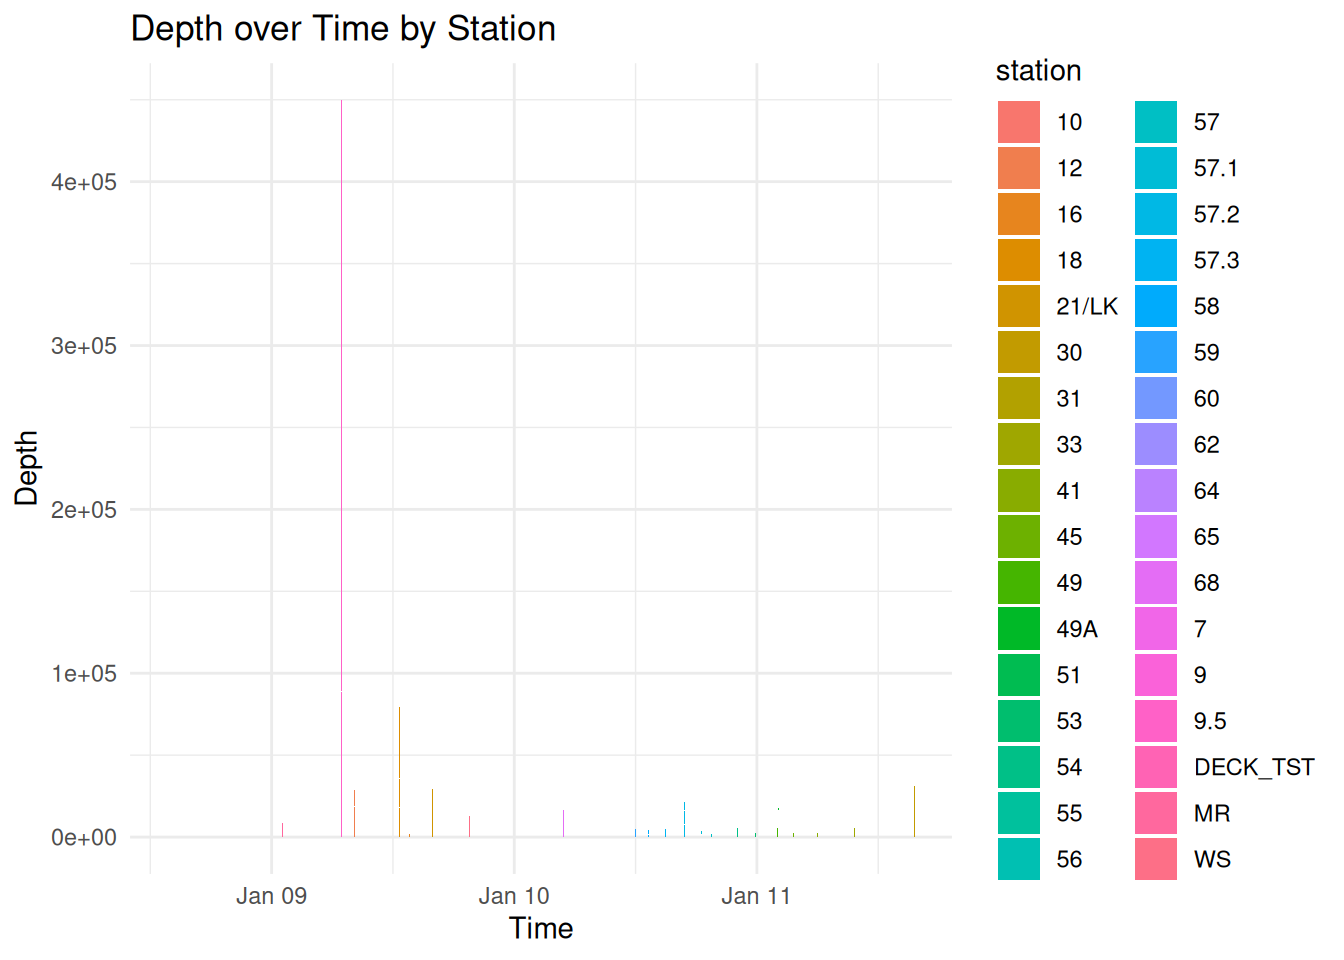 Depth over Time by Station
Depth
4e+05
3e+05
2e+05
1e+05
0e+00
Jan 09
Jan 10
Jan 11
Time
station
10
12
16
18
21/LK
30
31
33
41
45
49
49A
51
53
54
55
56
57
57.1
57.2
57.3
58
59
60
62
64
65
68
7
9
9.5
DECK_TST
MR
WS